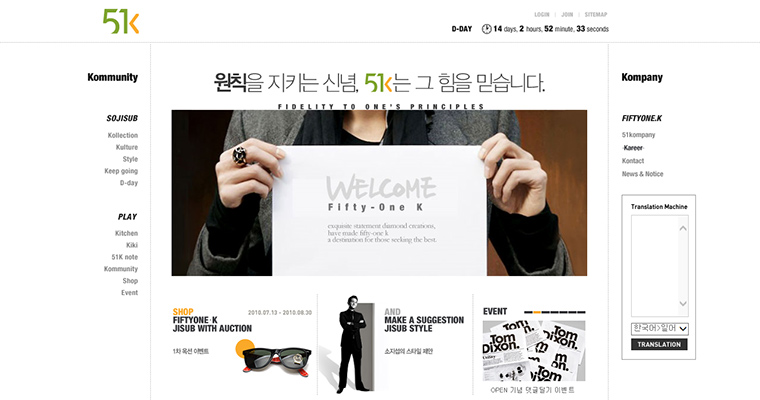 51k
LOGIN | JOIN | SITEMAP
D-DAY 14 days, 2 hours, 52 minute, 33 seconds
Kommunity
SOJISUB
Kollection
Kulture
Style
Keep going
D-day
PLAY
Kitchen
Kiki
51K note
Kommunity
Shop
Event
원칙을 지키는 신념, 51k는 그 힘을 믿습니다.
FIDELITY TO ONE'S PRINCIPLES
WELCOME
Fifty-One K
exquisite statement diamond creations,
have made fifty-one k
a destination for those seeking the best.
SHOP 2010.07.13 - 2010.08.30
FIFTYONE·K
JISUB WITH AUCTION
1차 옥션 이벤트
AND
MAKE A SUGGESTION
JISUB STYLE
소지섭의 스타일 제안
EVENT
Tom
Dixon.
OPEN 기념 댓글달기 이벤트
Kompany
FIFTYONE.K
51kompany
·Kareer·
Kontact
News & Notice
Translation Machine
한국어>일어
TRANSLATION